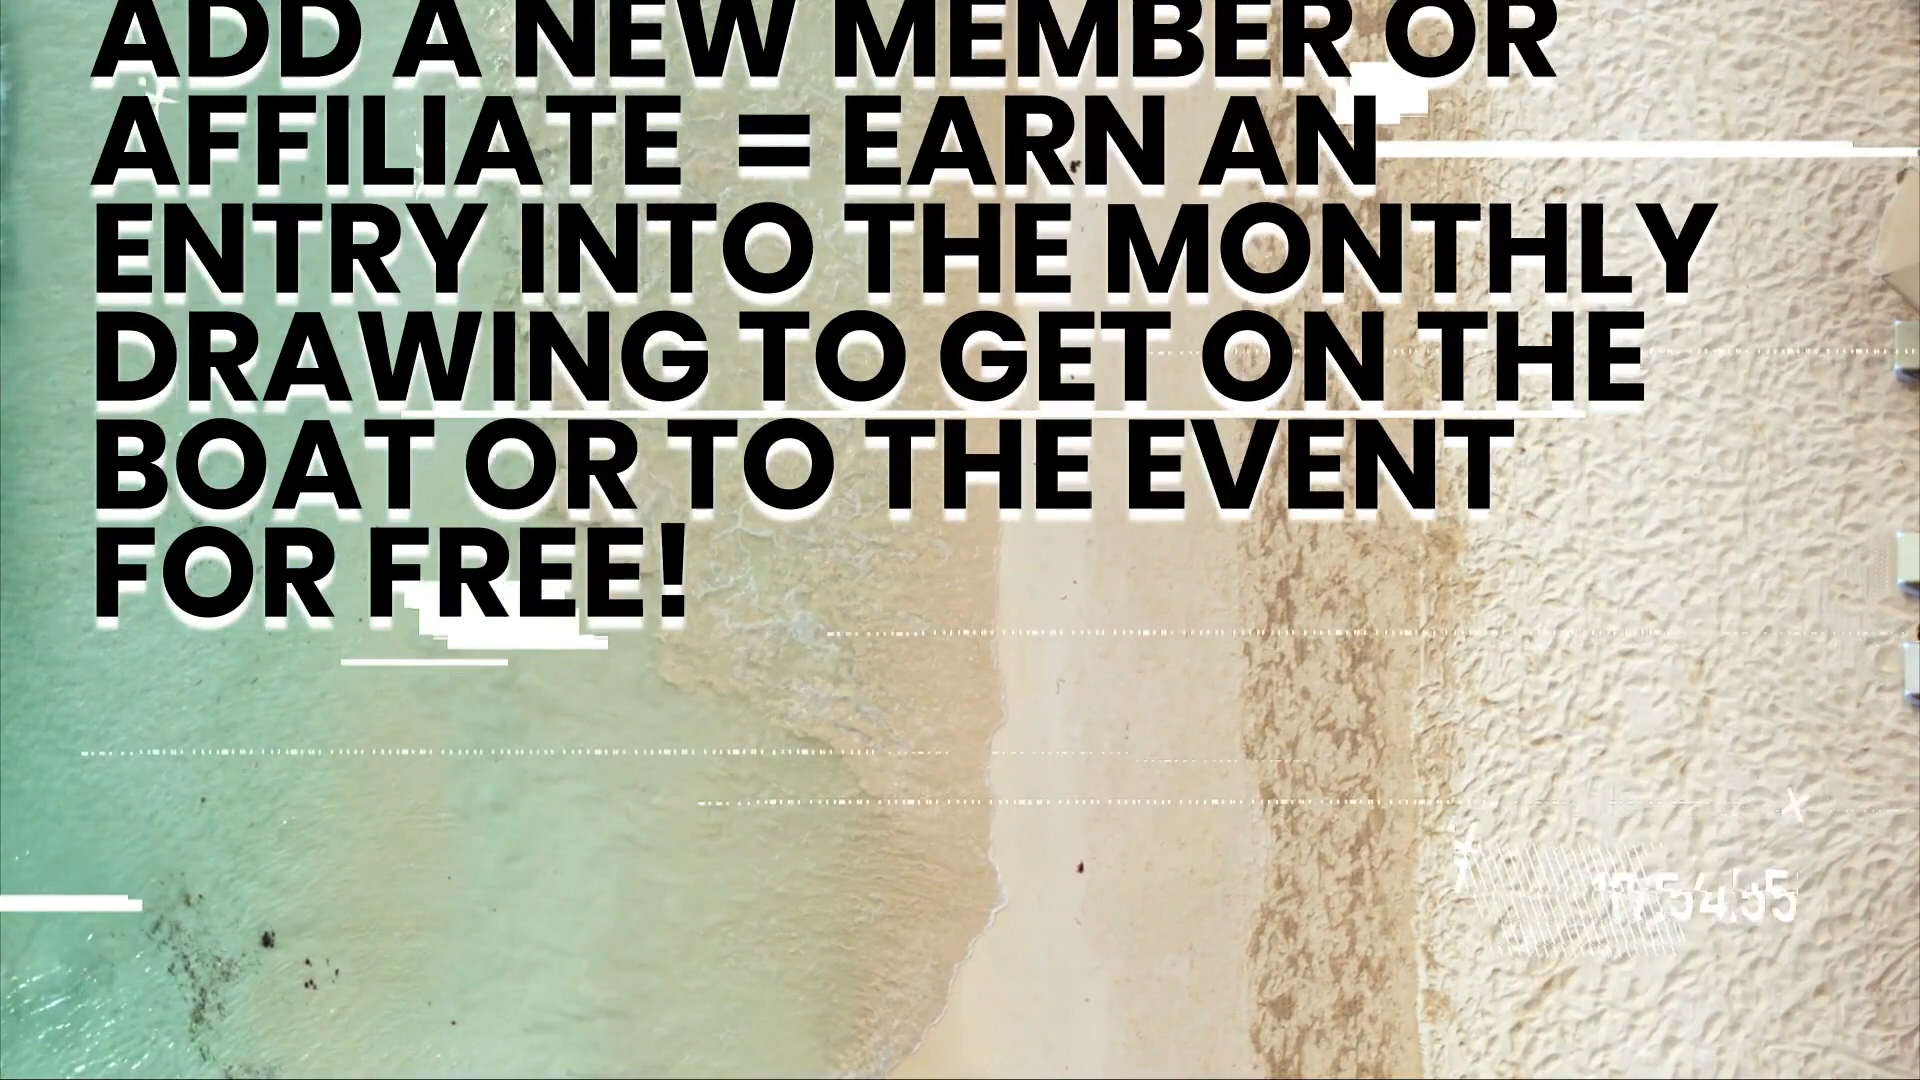 ADD A NEW MEMBER OR
AFFILIATE = EARN AN
ENTRY INTO THE MONTHLY
DRAWING TO GET ON THE
BOAT OR TO THE EVENT
FOR FREE!